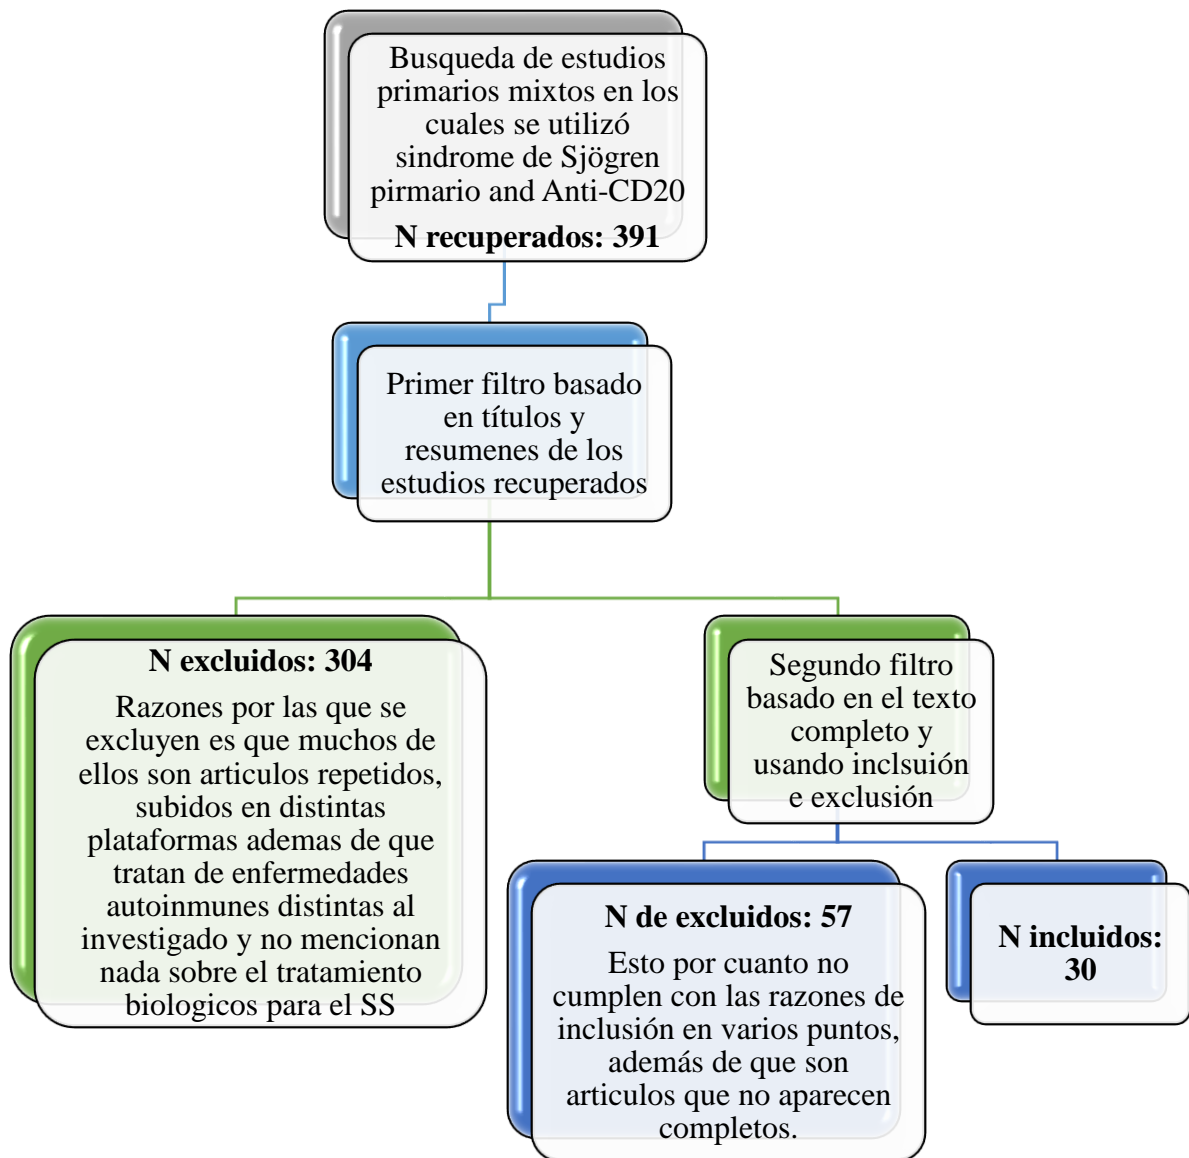 Busqueda de estudios
primarios mixtos en los
cuales se utilizó
sindrome de Sjögren
pirmario and Anti-CD20
N recuperados: 391
Primer filtro basado
en títulos y
resumenes de los
estudios recuperados
N excluidos: 304
Razones por las que se
excluyen es que muchos de
ellos son articulos repetidos,
subidos en distintas
plataformas ademas de que
tratan de enfermedades
autoinmunes distintas al
investigado y no mencionan
nada sobre el tratamiento
biologicos para el SS
Segundo filtro
basado en el texto
completo y
usando inclsuión
e exclusión
N de excluidos: 57
Esto por cuanto no
cumplen con las razones de
inclusión en varios puntos,
además de que son
articulos que no aparecen
completos.
N incluidos:
30